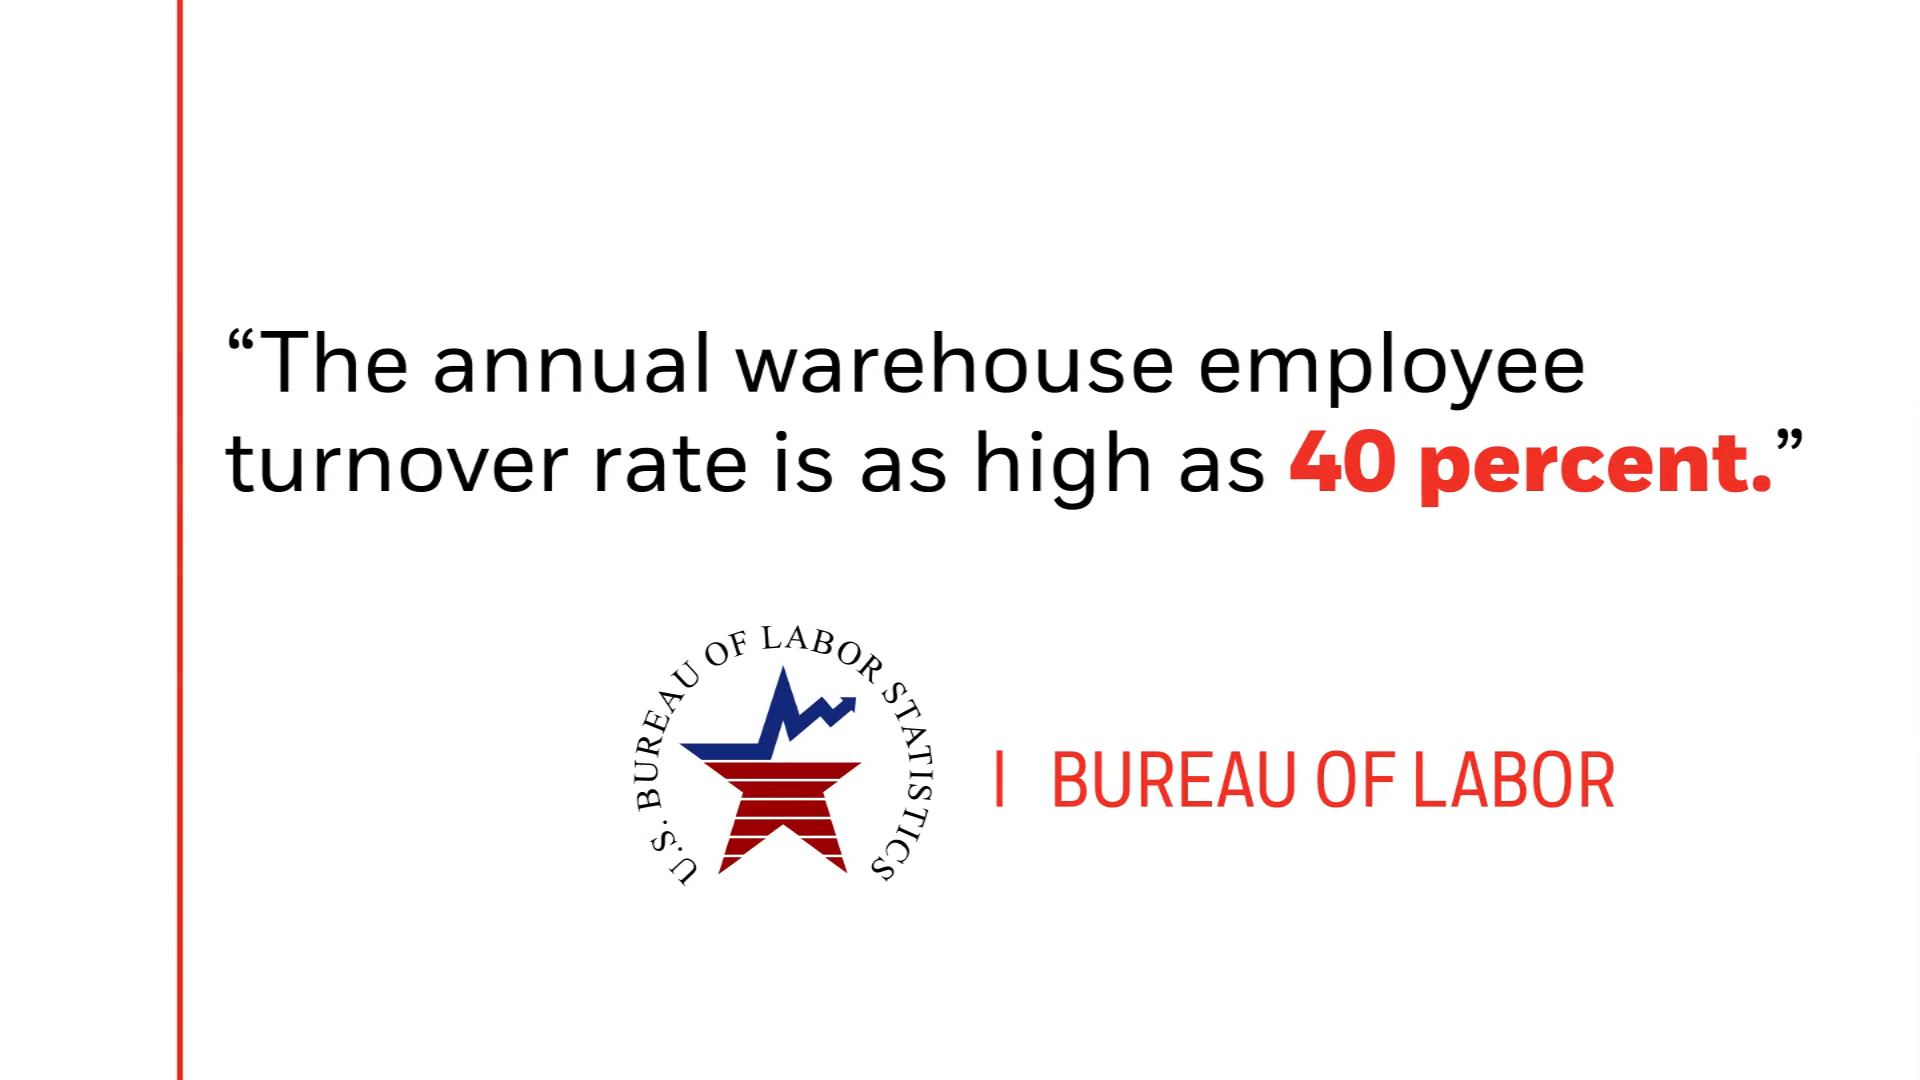 “The annual warehouse employee
turnover rate is as high as 40 percent.”
U.S. BUREAU OF LABOR STATISTICS
| BUREAU OF LABOR